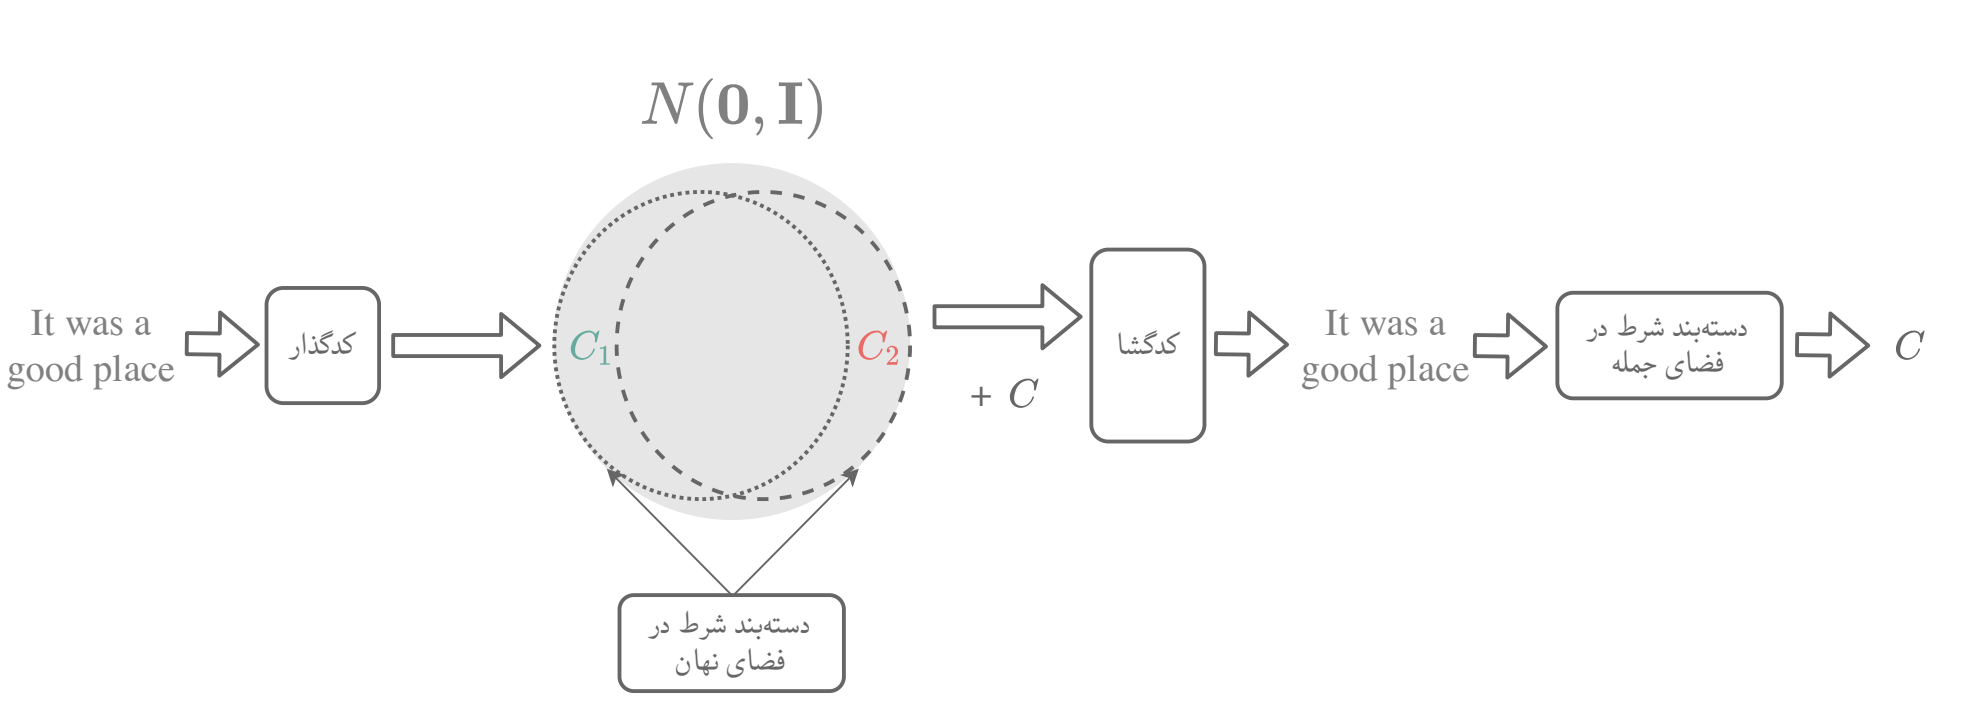 N(0, I)
It was a
good place
کدگذار
C₁
C₂
+ C
کدگشا
It was a
good place
دسته‌بند شرط در
فضای جمله
C
دسته‌بند شرط در
فضای نهان